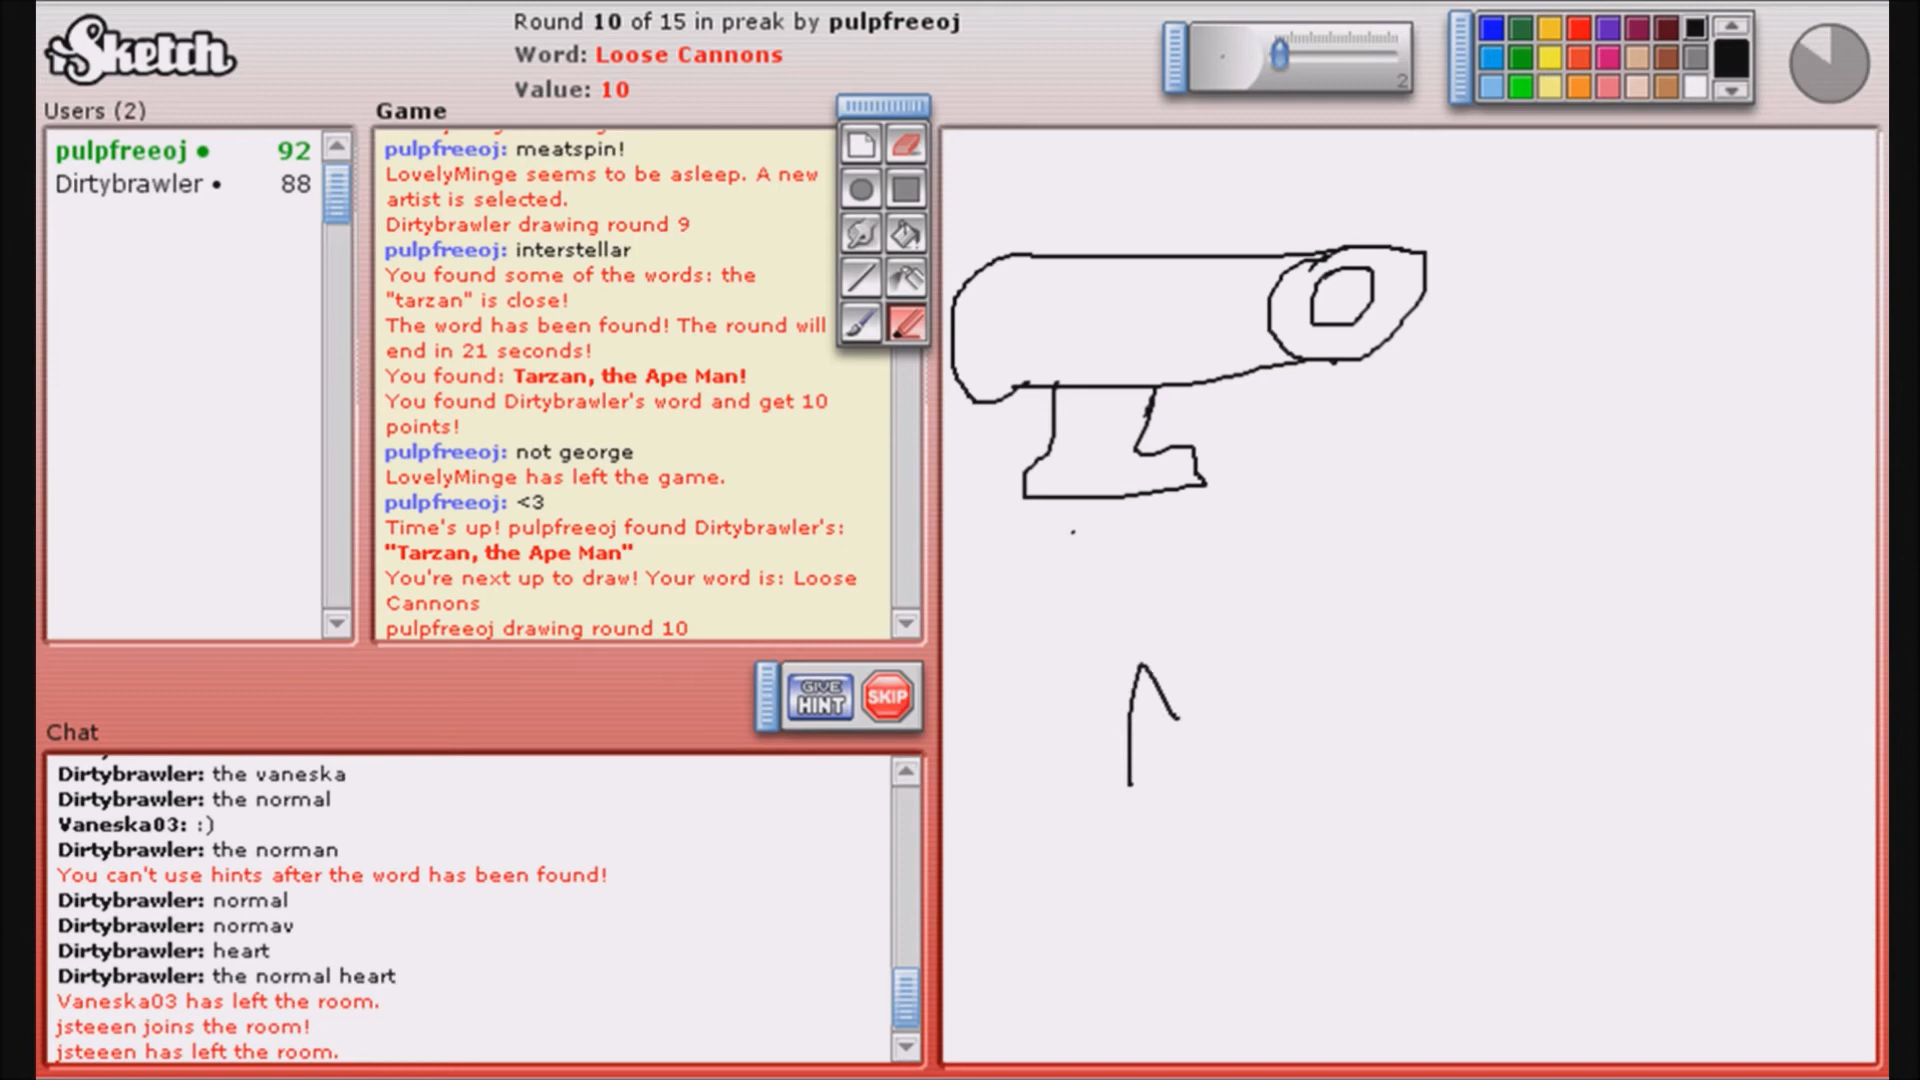 iSketch
Round 10 of 15 in preak by pulpfreeoj
Word: Loose Cannons
Value: 10
2
Users (2)
pulpfreeoj • 92
Dirtybrawler • 88
Game
pulpfreeoj: meatspin!
LovelyMinge seems to be asleep. A new
artist is selected.
Dirtybrawler drawing round 9
pulpfreeoj: interstellar
You found some of the words: the
"tarzan" is close!
The word has been found! The round will
end in 21 seconds!
You found: Tarzan, the Ape Man!
You found Dirtybrawler's word and get 10
points!
pulpfreeoj: not george
LovelyMinge has left the game.
pulpfreeoj: <3
Time's up! pulpfreeoj found Dirtybrawler's:
"Tarzan, the Ape Man"
You're next up to draw! Your word is: Loose
Cannons
pulpfreeoj drawing round 10
GIVE
HINT
SKIP
Chat
Dirtybrawler: the vaneska
Dirtybrawler: the normal
Vaneska03: :)
Dirtybrawler: the norman
You can't use hints after the word has been found!
Dirtybrawler: normal
Dirtybrawler: normav
Dirtybrawler: heart
Dirtybrawler: the normal heart
Vaneska03 has left the room.
jsteeen joins the room!
jsteeen has left the room.